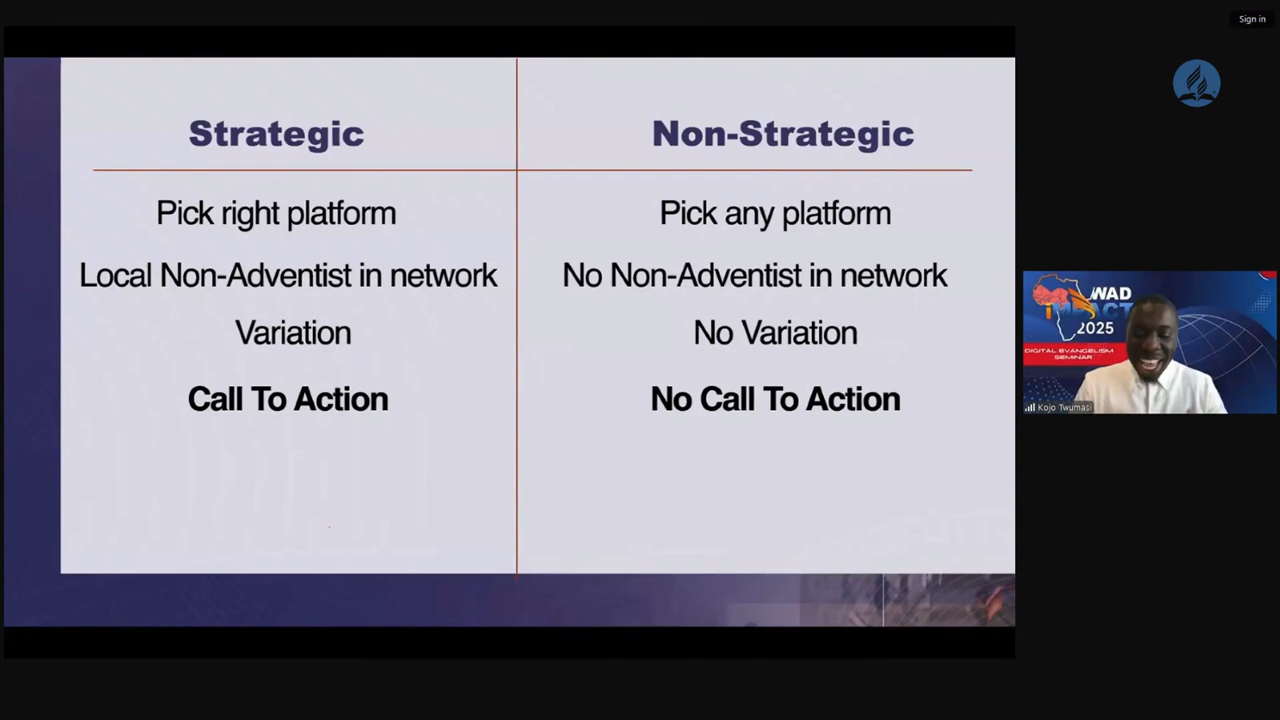 Sign in
Strategic
Non-Strategic
Pick right platform
Pick any platform
Local Non-Adventist in network
No Non-Adventist in network
Variation
No Variation
Call To Action
No Call To Action
WAD
IMPACT
2025
DIGITAL EVANGELISM
SEMINAR
Kojo Twumasi